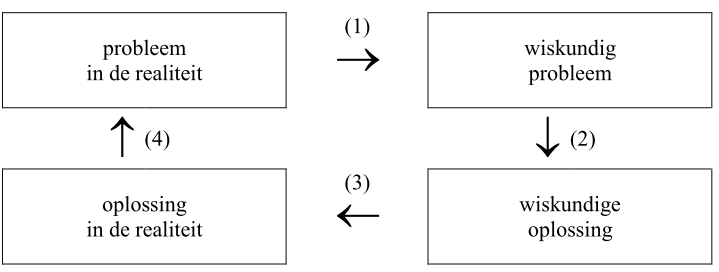 probleem
in de realiteit
(1)
wiskundig
probleem
(2)
wiskundige
oplossing
(3)
oplossing
in de realiteit
(4)